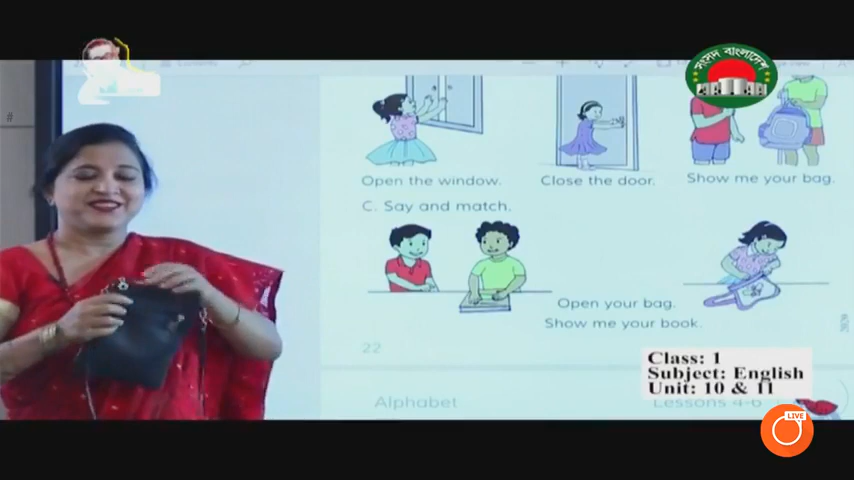 সংসদ বাংলাদেশ
Open the window.
Close the door.
Show me your bag.
C. Say and match.
Open your bag.
Show me your book.
22
Class: 1
Subject: English
Unit: 10 & 11
Alphabet
Lessons 4-6
LIVE